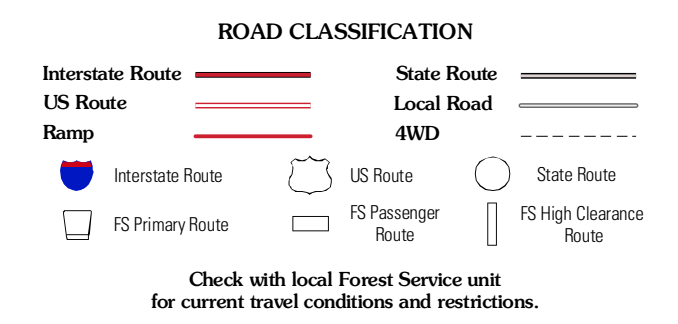 ROAD CLASSIFICATION
Interstate Route
State Route
US Route
Local Road
Ramp
4WD
Interstate Route
US Route
State Route
FS Primary Route
FS Passenger
Route
FS High Clearance
Route
Check with local Forest Service unit
for current travel conditions and restrictions.